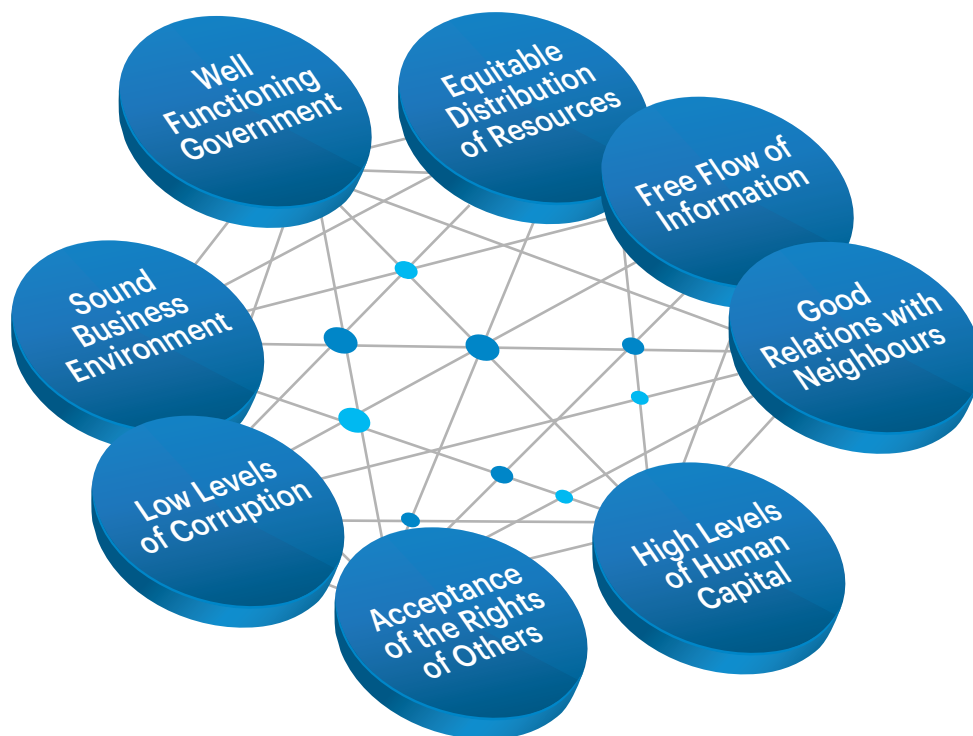 Well
Functioning
Government
Equitable
Distribution
of Resources
Free Flow of
Information
Good
Relations with
Neighbours
High Levels
of Human
Capital
Acceptance
of the Rights
of Others
Low Levels
of Corruption
Sound
Business
Environment